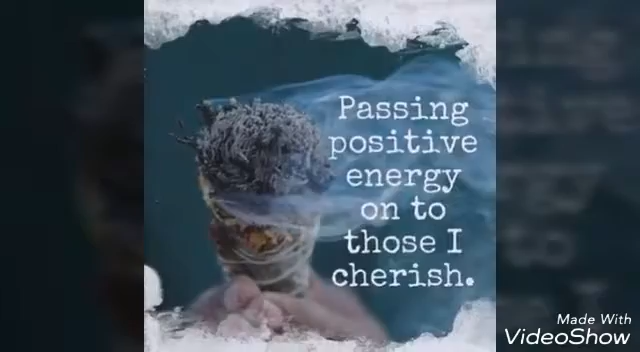 Passing
positive
energy
on to
those I
cherish.
Made With
VideoShow